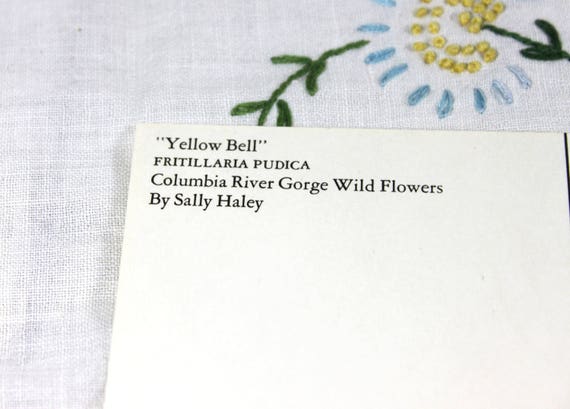 "Yellow Bell"
FRITILLARIA PUDICA
Columbia River Gorge Wild Flowers
By Sally Haley